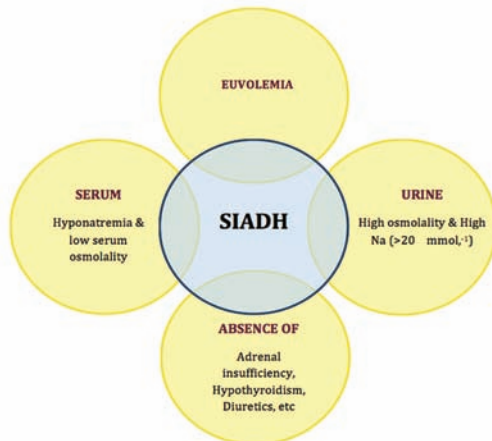 EUVOLEMIA
SERUM
Hyponatremia &
low serum
osmolality
SIADH
URINE
High osmolality & High
Na (>20 mmol,⁻¹)
ABSENCE OF
Adrenal
insufficiency,
Hypothyroidism,
Diuretics, etc